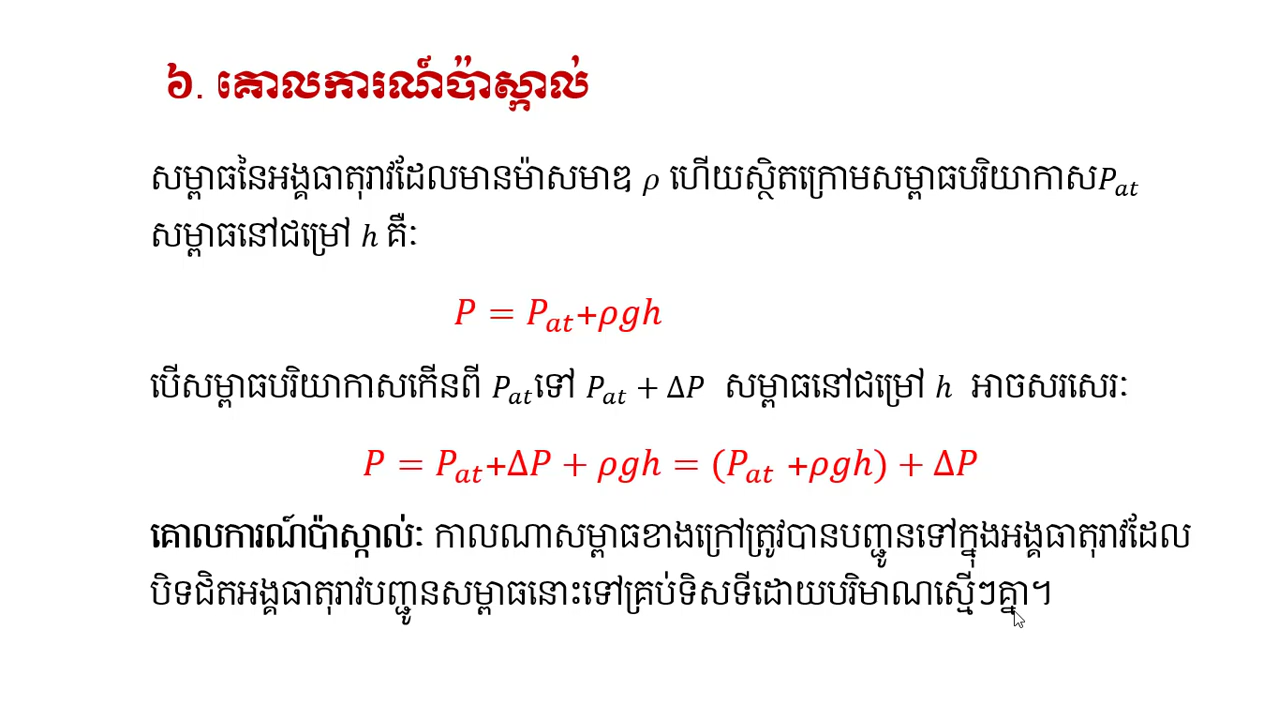 ៦. គោលការណ៍ប៉ាស្កាល់
សម្ពាធនៃអង្គធាតុរាវដែលមានម៉ាសមាឌ ρ ហើយស្ថិតក្រោមសម្ពាធបរិយាកាសP_at
សម្ពាធនៅជម្រៅ h គឺៈ
P = P_at+ρgh
បើសម្ពាធបរិយាកាសកើនពី P_atទៅ P_at + ΔP សម្ពាធនៅជម្រៅ h អាចសរសេរៈ
P = P_at+ΔP + ρgh = (P_at +ρgh) + ΔP
គោលការណ៍ប៉ាស្កាល់ៈ កាលណាសម្ពាធខាងក្រៅត្រូវបានបញ្ជូនទៅក្នុងអង្គធាតុរាវដែល
បិទជិតអង្គធាតុរាវបញ្ជូនសម្ពាធនោះទៅគ្រប់ទិសទីដោយបរិមាណស្មើៗគ្នា។